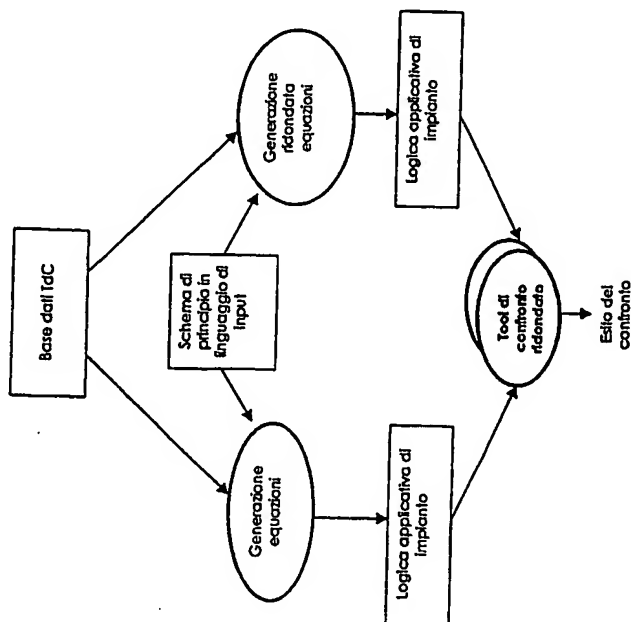 Base dati TdC
Schema di
principio in
linguaggio di
input
Generazione
equazioni
Generazione
ridondata
equazioni
Logica applicativa di
impianto
Logica applicativa di
impianto
Tool di
confronto
ridondato
Esito del
confronto